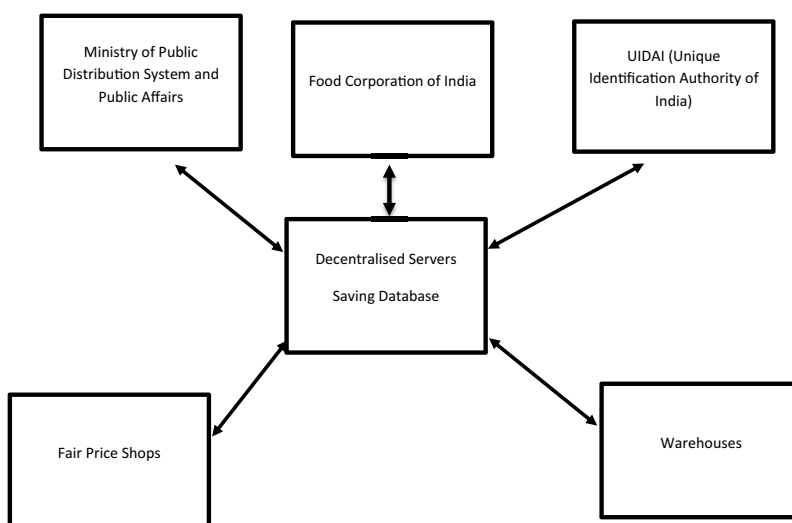 Ministry of Public
Distribution System and
Public Affairs
Food Corporation of India
UIDAI (Unique
Identification Authority of
India)
Decentralised Servers
Saving Database
Fair Price Shops
Warehouses